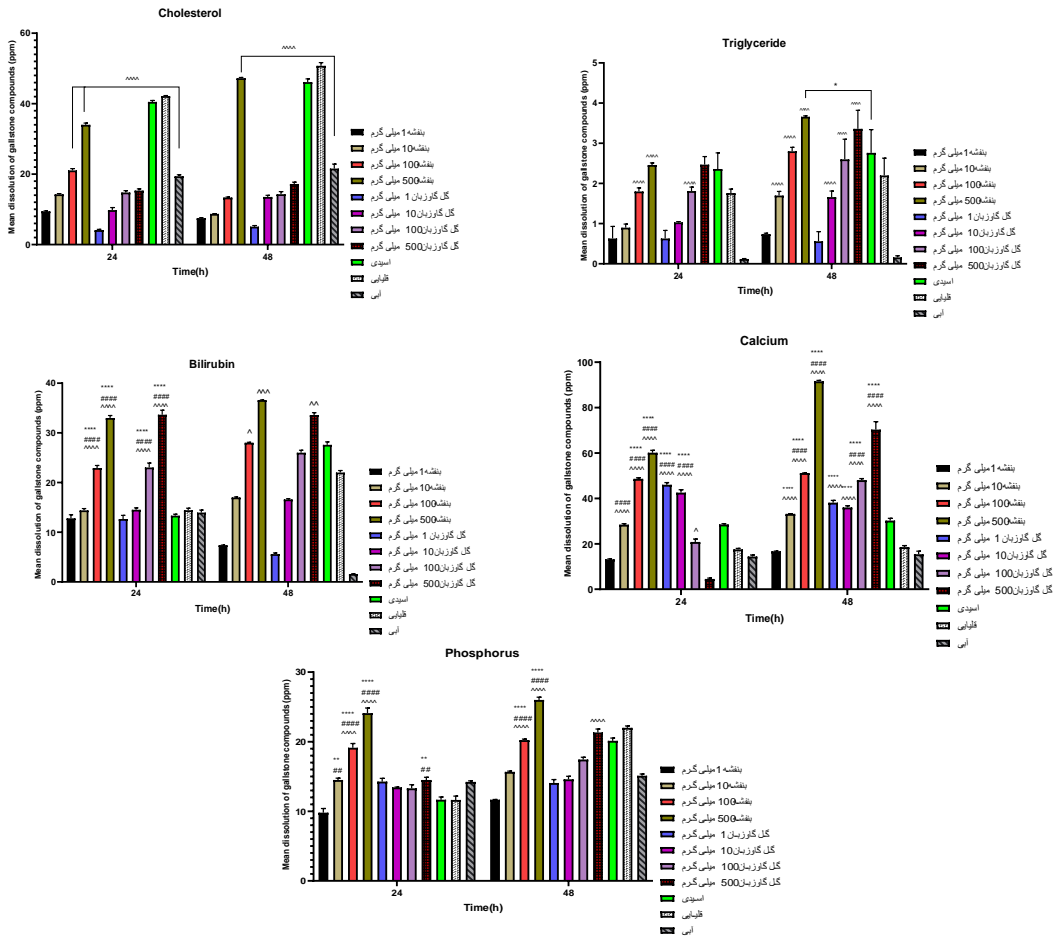 Cholesterol
Mean dissolution of gallstone compounds (ppm)
60
40
20
0
^^^^
^^^^
24
48
Time(h)
بنفشه 1 میلی گرم
بنفشه10 میلی گرم
بنفشه100 میلی گرم
بنفشه500 میلی گرم
گل گاوزبان 1 میلی گرم
گل گاوزبان10 میلی گرم
گل گاوزبان100 میلی گرم
گل گاوزبان500 میلی گرم
اسیدی
قلیایی
آبی
Triglyceride
Mean dissolution of gallstone compounds (ppm)
5
4
3
2
1
0
^^^^ ^^^^ ^^^^ ^^^^ ^^^^ ^^^^ ^^^^ ^^^^ ^^^^
*
24
48
Time(h)
بنفشه 1 میلی گرم
بنفشه10 میلی گرم
بنفشه100 میلی گرم
بنفشه500 میلی گرم
گل گاوزبان 1 میلی گرم
گل گاوزبان10 میلی گرم
گل گاوزبان100 میلی گرم
گل گاوزبان500 میلی گرم
اسیدی
قلیایی
آبی
Bilirubin
Mean dissolution of gallstone compounds (ppm)
40
30
20
10
0
**** **** **** ****
#### #### #### ####
^^^^ ^^^^ ^^^^ ^^^^
^ ^^^ ^^
24
48
Time(h)
بنفشه 1 میلی گرم
بنفشه10 میلی گرم
بنفشه100 میلی گرم
بنفشه500 میلی گرم
گل گاوزبان 1 میلی گرم
گل گاوزبان10 میلی گرم
گل گاوزبان100 میلی گرم
گل گاوزبان500 میلی گرم
اسیدی
قلیایی
آبی
Calcium
Mean dissolution of gallstone compounds (ppm)
100
80
60
40
20
0
**** **** **** **** **** **** **** **** **** ****
#### #### #### #### #### #### #### #### ####
^^^^ ^^^^ ^^^^ ^^^^ ^^^^ ^ ^^^^ ^^^^ ^^^^ ^^^^ ^^^^ ^^^^ ^^^^
24
48
Time(h)
بنفشه 1 میلی گرم
بنفشه10 میلی گرم
بنفشه100 میلی گرم
بنفشه500 میلی گرم
گل گاوزبان 1 میلی گرم
گل گاوزبان10 میلی گرم
گل گاوزبان100 میلی گرم
گل گاوزبان500 میلی گرم
اسیدی
قلیایی
آبی
Phosphorus
Mean dissolution of gallstone compounds (ppm)
30
20
10
0
** **** **** ** **** ****
## #### #### ## #### ####
^^^^ ^^^^ ^^^^ ^^^^ ^^^^
24
48
Time(h)
بنفشه 1 میلی گرم
بنفشه10 میلی گرم
بنفشه100 میلی گرم
بنفشه500 میلی گرم
گل گاوزبان 1 میلی گرم
گل گاوزبان10 میلی گرم
گل گاوزبان100 میلی گرم
گل گاوزبان500 میلی گرم
اسیدی
قلیایی
آبی